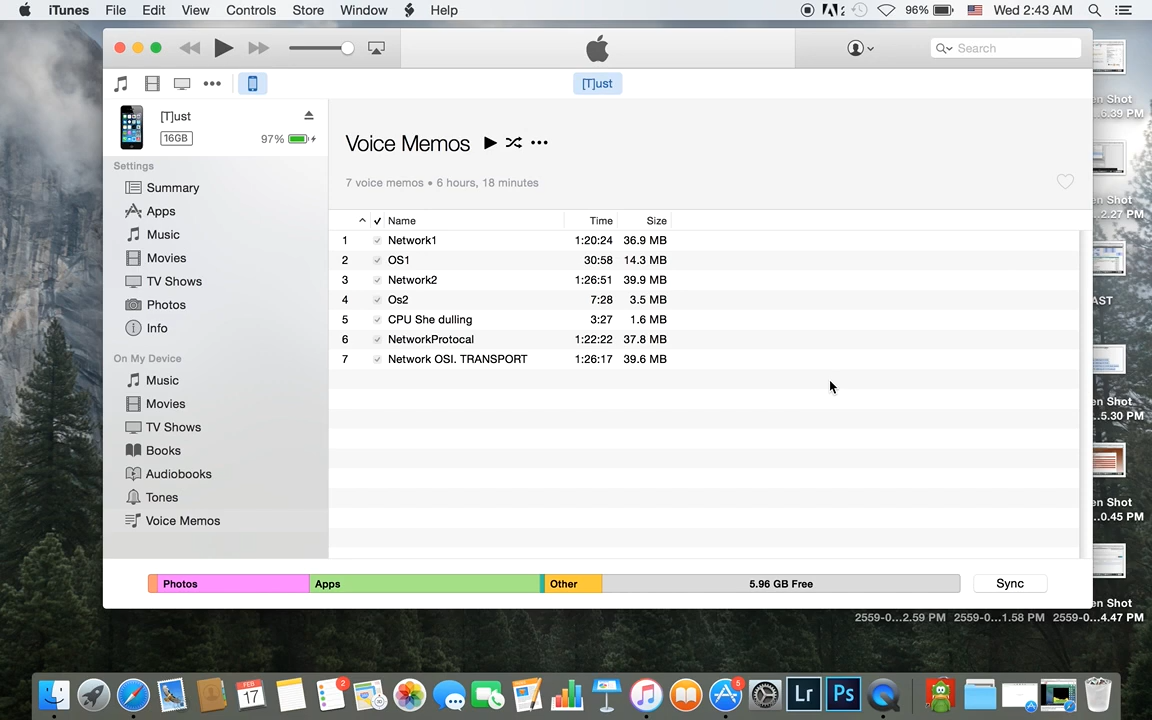 iTunes File Edit View Controls Store Window Help 2 96% Wed 2:43 AM
Search
[T]ust
[T]ust
16GB 97%
Settings
Summary
Apps
Music
Movies
TV Shows
Photos
Info
On My Device
Music
Movies
TV Shows
Books
Audiobooks
Tones
Voice Memos
Voice Memos
7 voice memos • 6 hours, 18 minutes
Name Time Size
1 Network1 1:20:24 36.9 MB
2 OS1 30:58 14.3 MB
3 Network2 1:26:51 39.9 MB
4 Os2 7:28 3.5 MB
5 CPU She dulling 3:27 1.6 MB
6 NetworkProtocal 1:22:22 37.8 MB
7 Network OSI. TRANSPORT 1:26:17 39.6 MB
Photos Apps Other 5.96 GB Free Sync
en Shot
...6.39 PM
en Shot
...2.27 PM
AST
en Shot
...5.30 PM
en Shot
...0.45 PM
en Shot
2559-0...2.59 PM 2559-0...1.58 PM 2559-0...4.47 PM
FEB
17
2
5
Lr
Ps